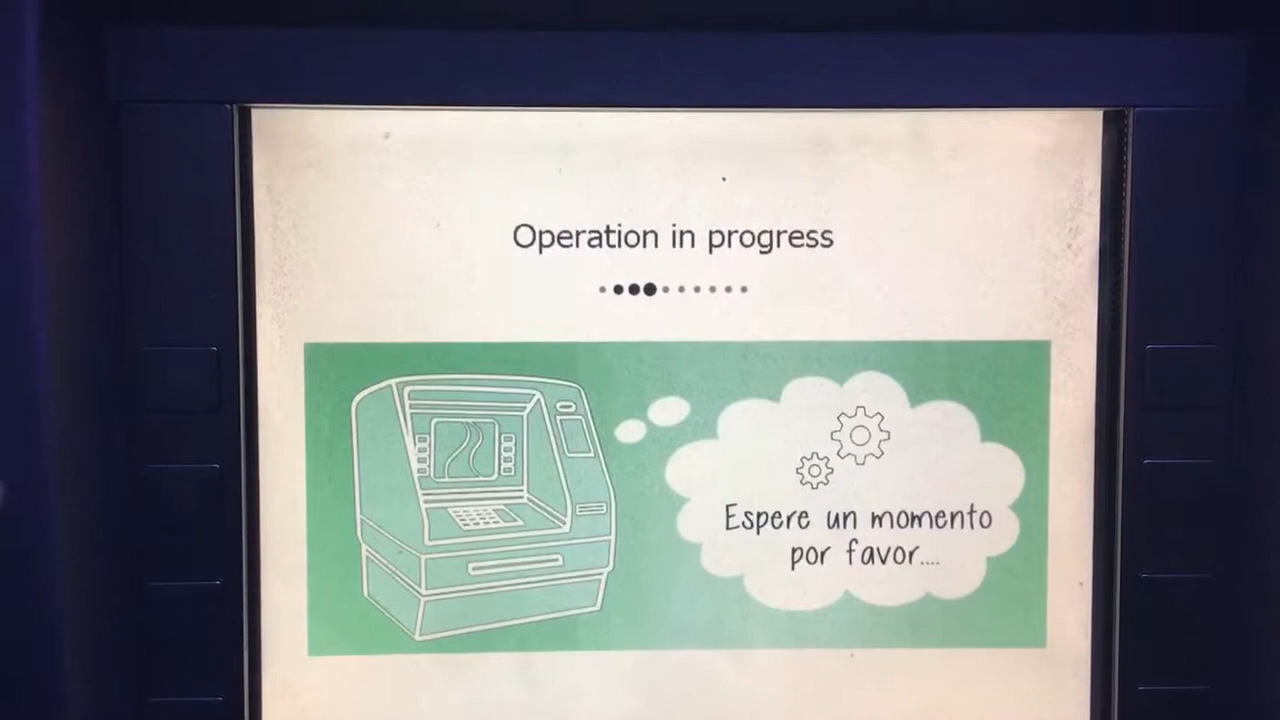 Operation in progress
Espere un momento
por favor....